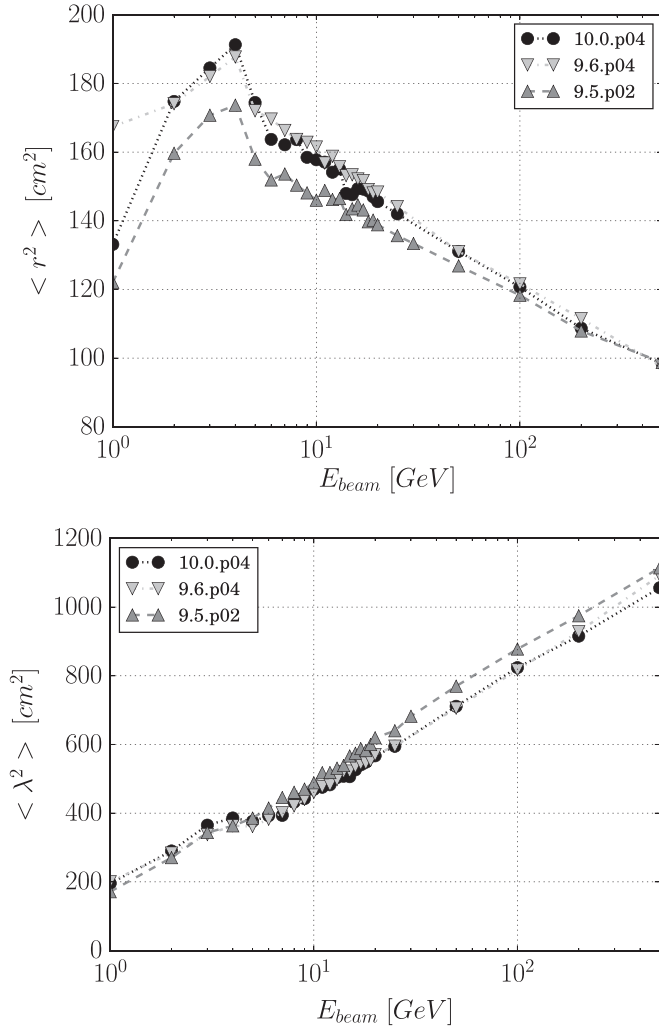 200
180
160
140
120
100
80
< r² > [cm²]
10.0.p04
9.6.p04
9.5.p02
10⁰ 10¹ 10²
E_beam [GeV]
1200
1000
800
600
400
200
0
< λ² > [cm²]
10.0.p04
9.6.p04
9.5.p02
10⁰ 10¹ 10²
E_beam [GeV]